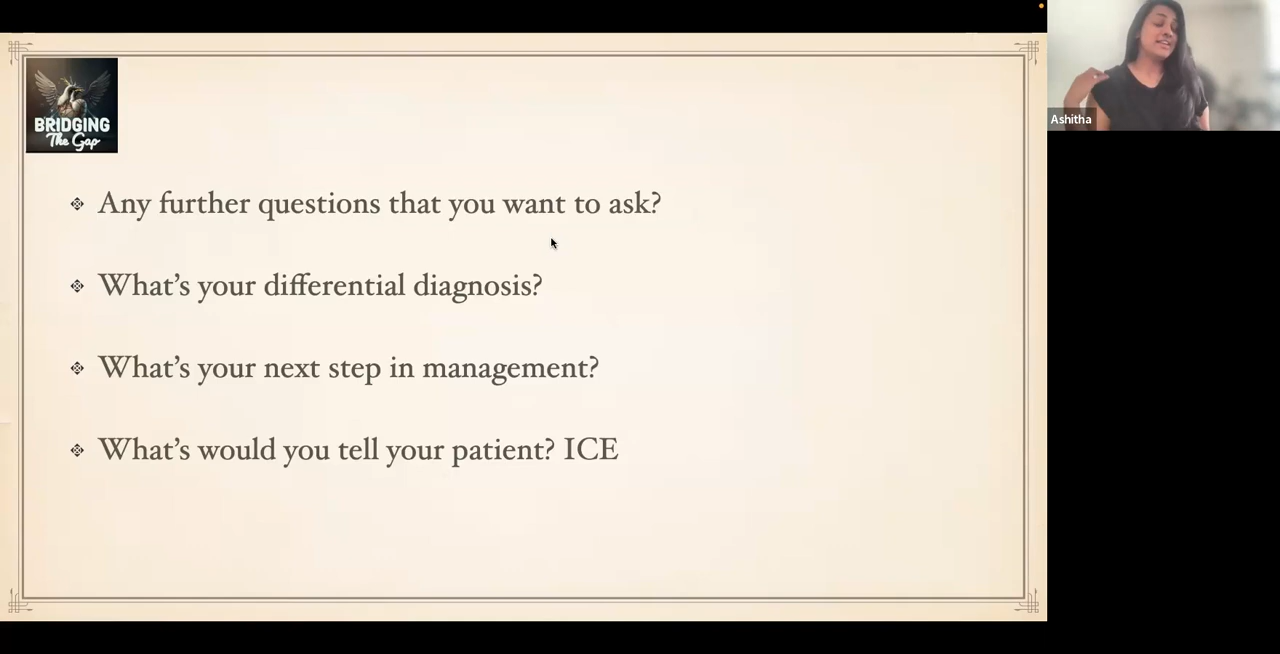 BRIDGING
The Gap
Any further questions that you want to ask?
What's your differential diagnosis?
What's your next step in management?
What's would you tell your patient? ICE
Ashitha